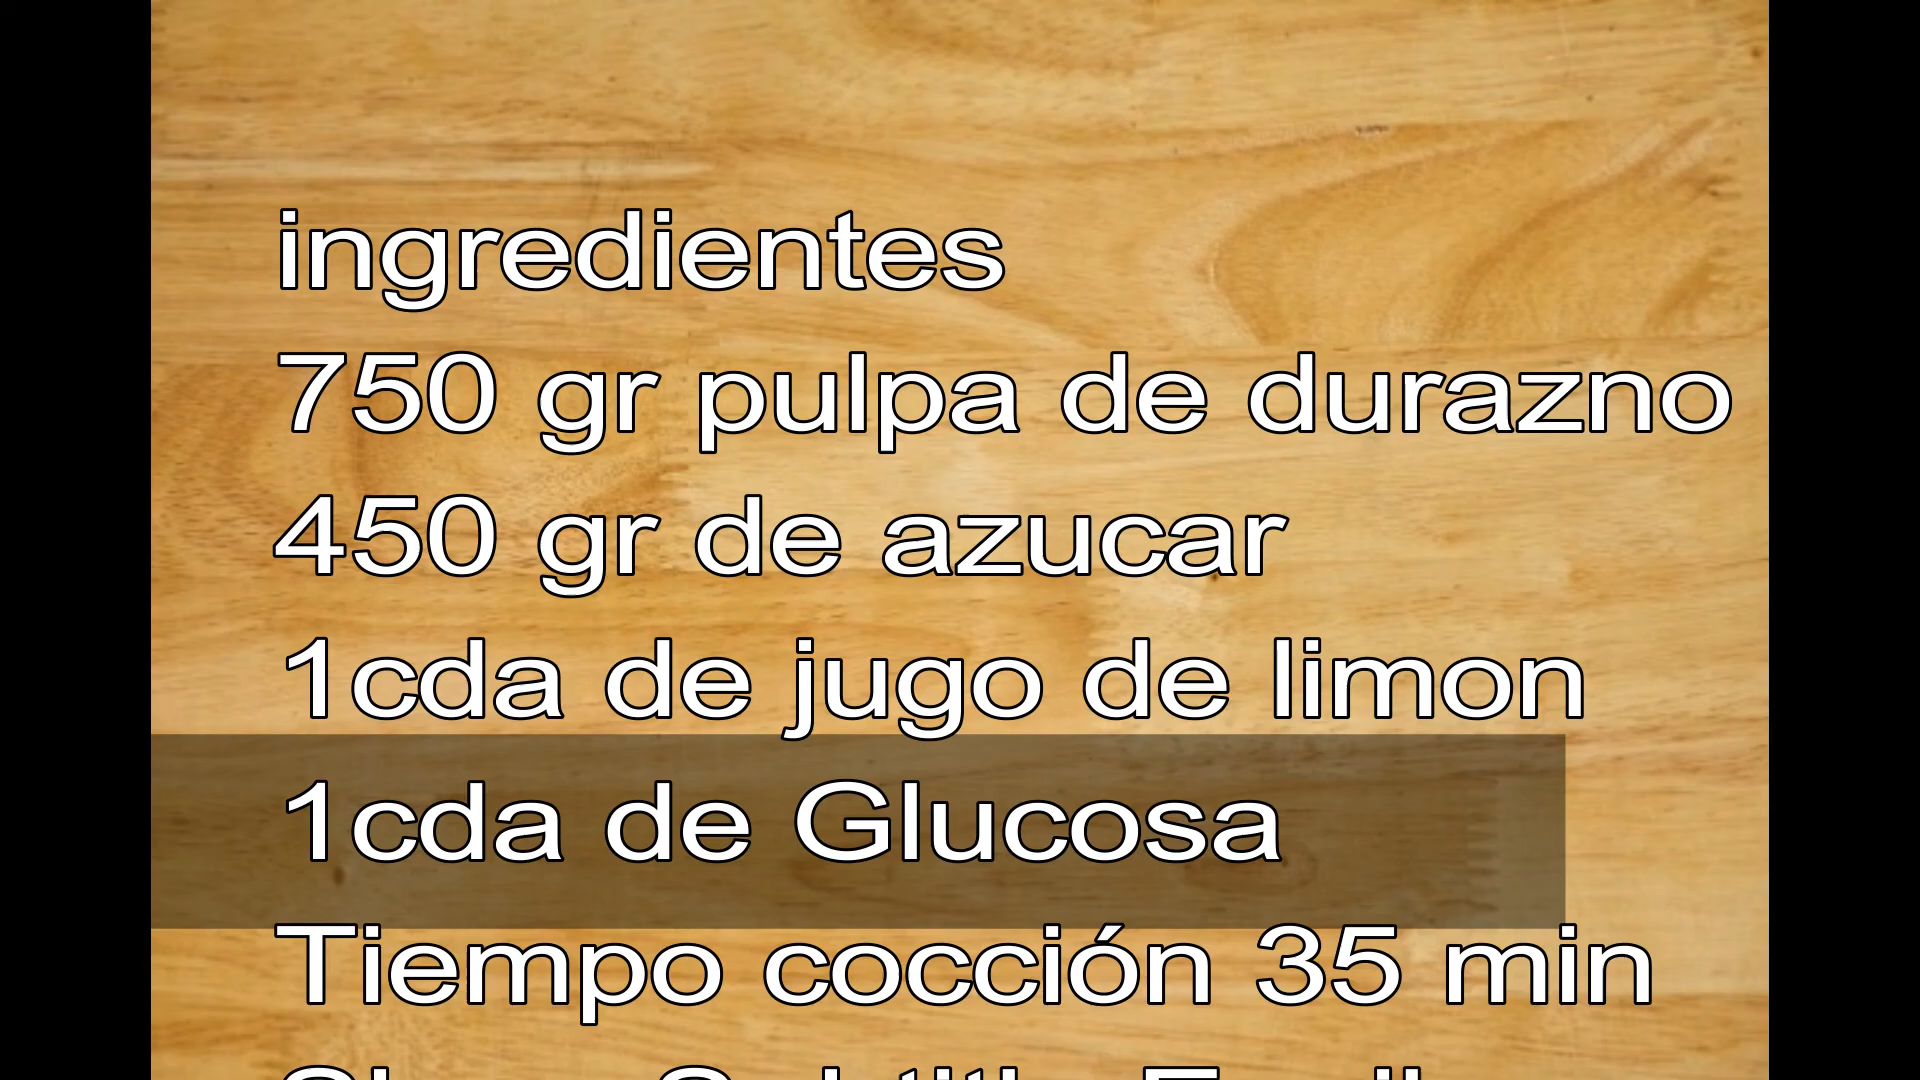 ingredientes
750 gr pulpa de durazno
450 gr de azucar
1cda de jugo de limon
1cda de Glucosa
Tiempo cocción 35 min